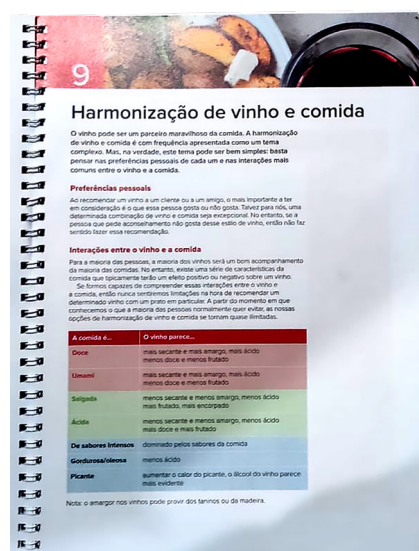 9
Harmonização de vinho e comida
O vinho pode ser um parceiro maravilhoso da comida. A harmonização
de vinho e comida é com frequência apresentada como um tema
complexo. Mas, na verdade, este tema pode ser bem simples: basta
pensar nas preferências pessoais de cada um e nas interações mais
comuns entre o vinho e a comida.
Preferências pessoais
Ao recomendar um vinho a um cliente ou a um amigo, o mais importante a ter
em consideração é o que essa pessoa gosta ou não gosta. Talvez para nós, uma
determinada combinação de vinho e comida seja excepcional. No entanto, se a
pessoa que pede aconselhamento não gosta desse estilo de vinho, então não faz
sentido fazer essa recomendação.
Interações entre o vinho e a comida
Para a maioria das pessoas, a maioria dos vinhos será um bom acompanhamento
da maioria das comidas. No entanto, existe uma série de características da
comida que tipicamente terão um efeito positivo ou negativo sobre um vinho.
Se formos capazes de compreender essas interações entre o vinho e
a comida, então nunca sentiremos limitações na hora de recomendar um
determinado vinho com um prato em particular. A partir do momento em que
conhecemos o que a maioria das pessoas normalmente quer evitar, as nossas
opções de harmonização de vinho e comida se tornam quase ilimitadas.
A comida é... O vinho parece...
Doce mais secante e mais amargo, mais ácido
menos doce e menos frutado
Umami mais secante e mais amargo, mais ácido
menos doce e menos frutado
Salgada menos secante e menos amargo, menos ácido
mais frutado, mais encorpado
Ácida menos secante e menos amargo, menos ácido
mais doce e mais frutado
De sabores intensos dominado pelos sabores da comida
Gordurosa/oleosa menos ácido
Picante aumentar o calor do picante, o álcool do vinho parece
mais evidente
Nota: o amargor nos vinhos pode provir dos taninos ou da madeira.